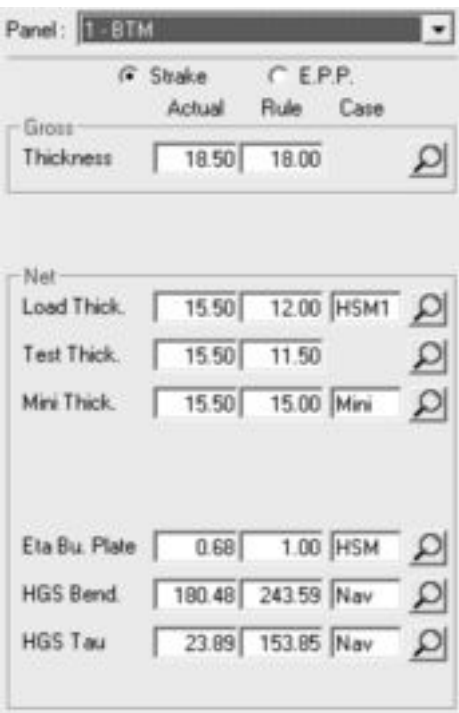 Panel : 1 - BTM
Strake E.P.P.
Actual Rule Case
Gross
Thickness 18.50 18.00
Net
Load Thick. 15.50 12.00 HSM1
Test Thick. 15.50 11.50
Mini Thick. 15.50 15.00 Mini
Eta Bu. Plate 0.68 1.00 HSM
HGS Bend. 180.48 243.59 Nav
HGS Tau 23.89 153.85 Nav